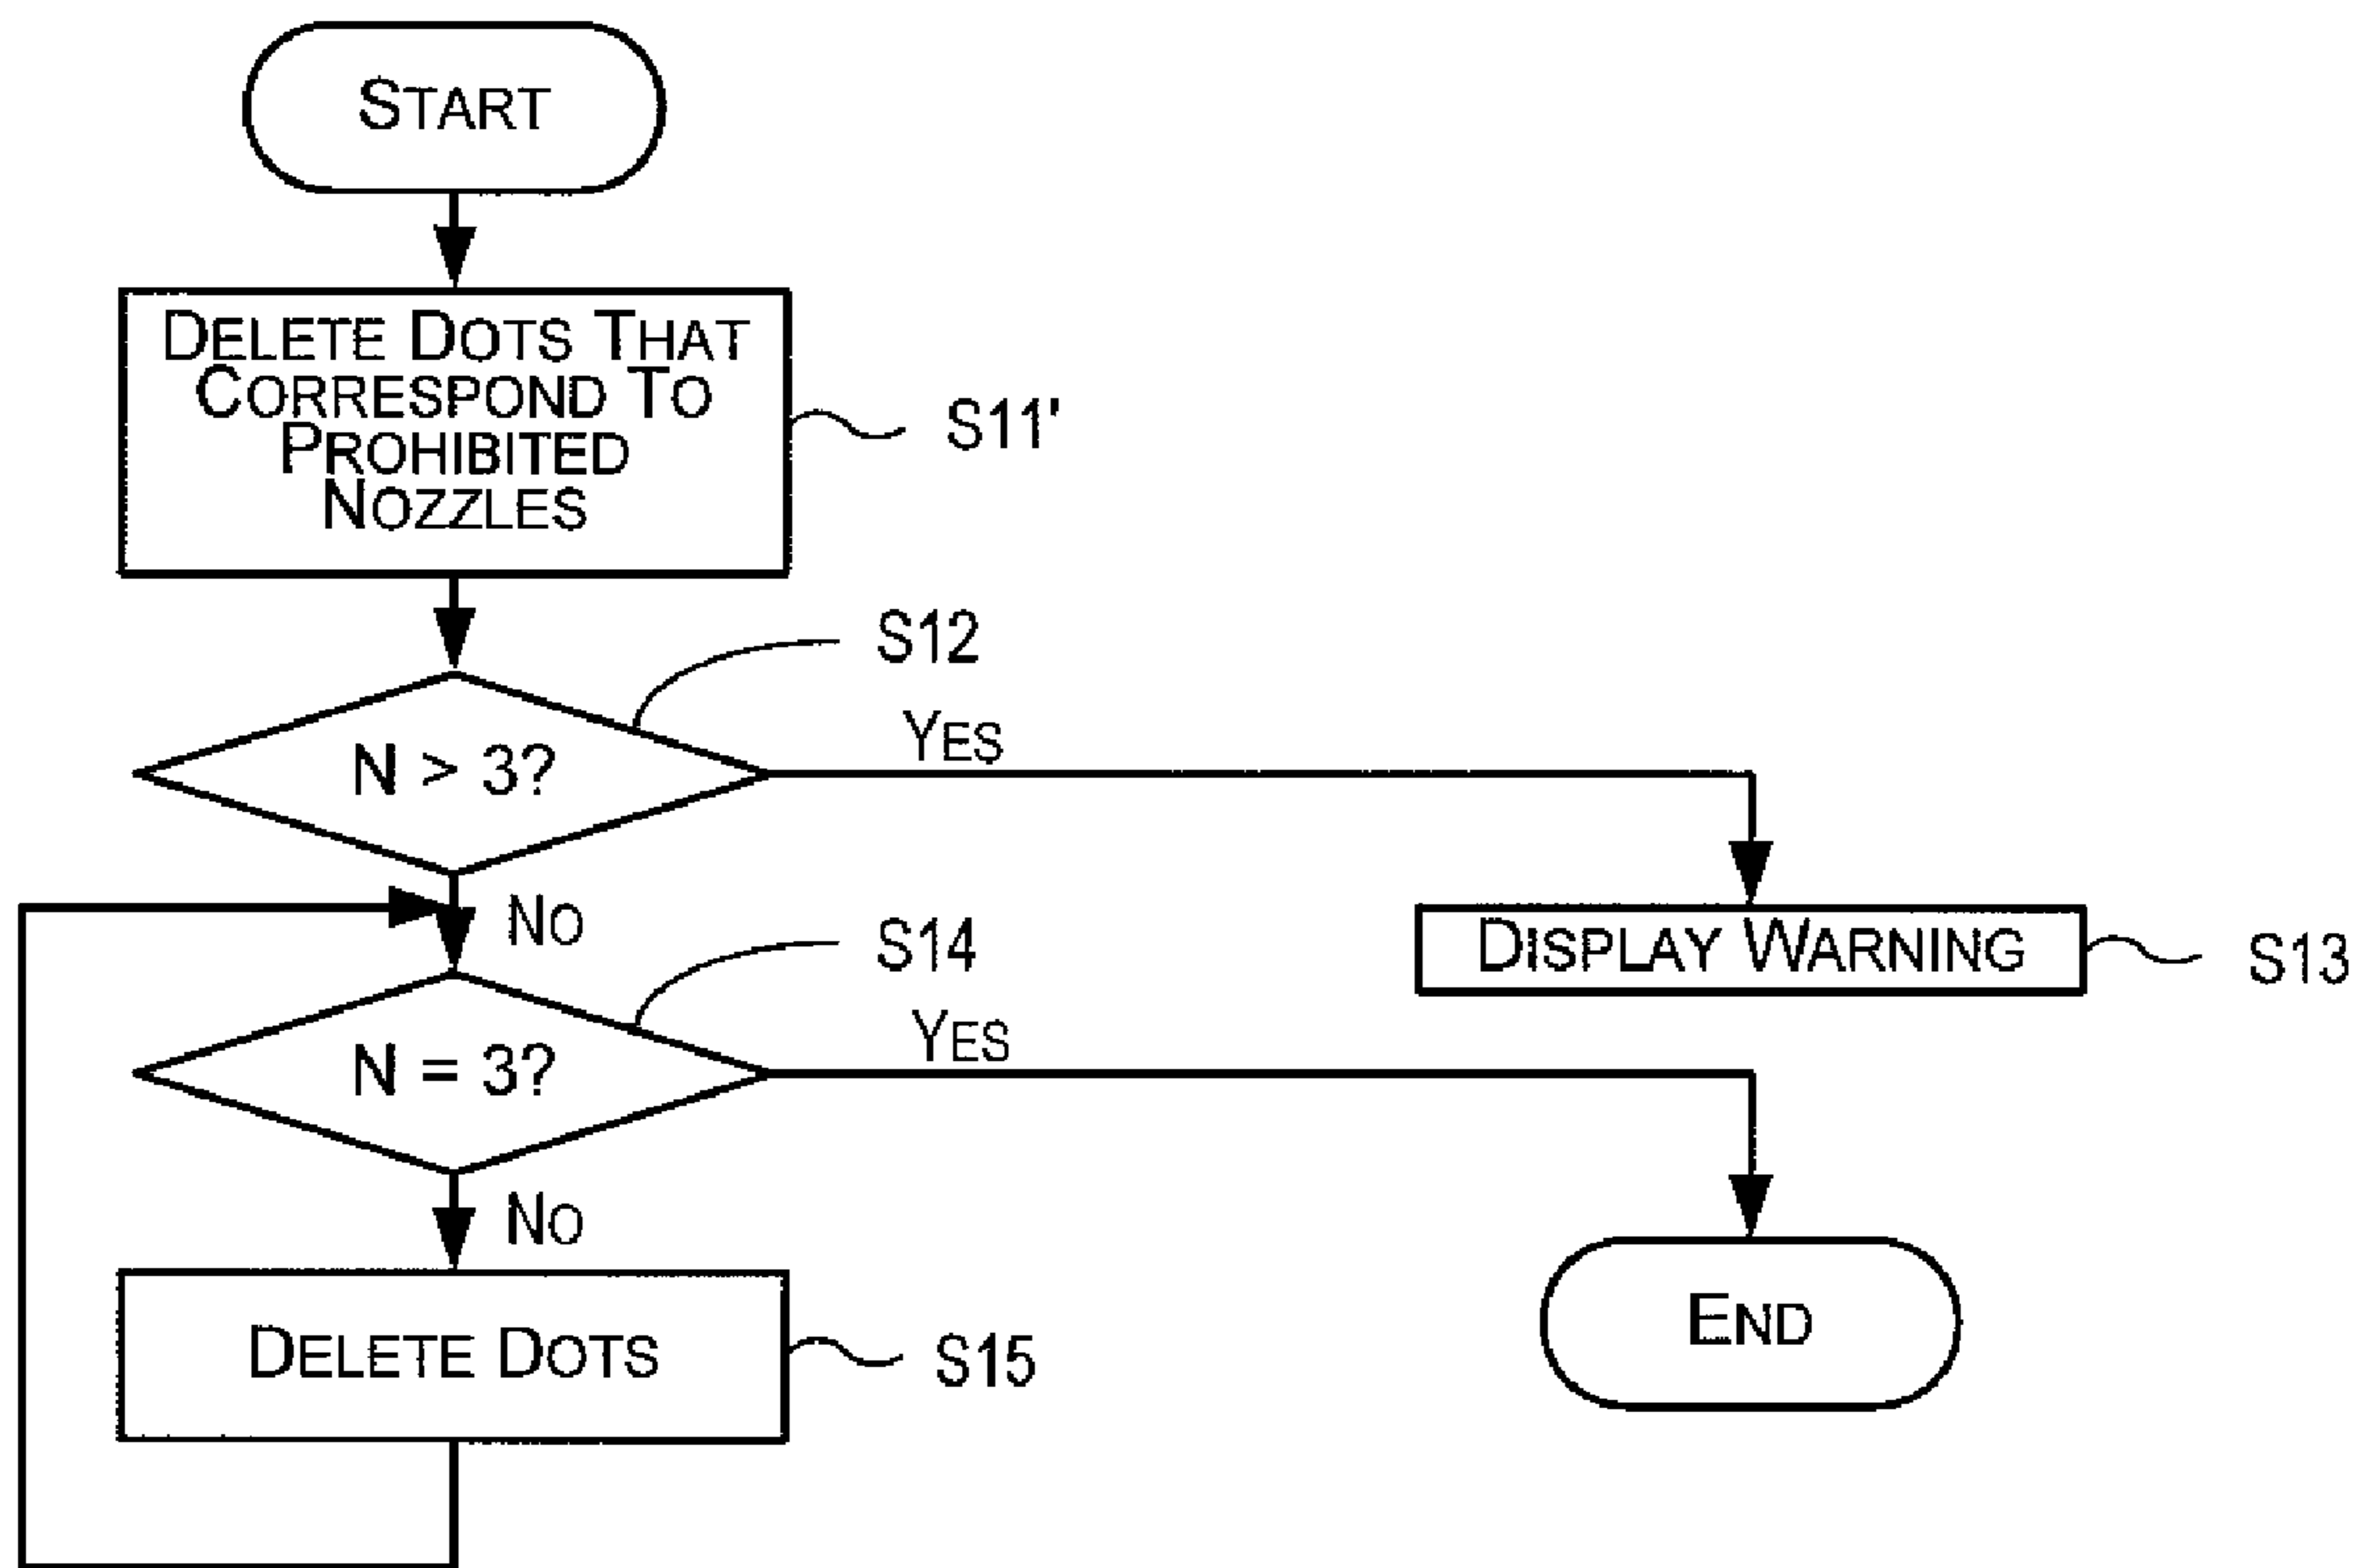 START
DELETE DOTS THAT
CORRESPOND TO
PROHIBITED
NOZZLES
S11'
S12
N > 3?
YES
NO
DISPLAY WARNING
S13
S14
N = 3?
YES
NO
DELETE DOTS
S15
END